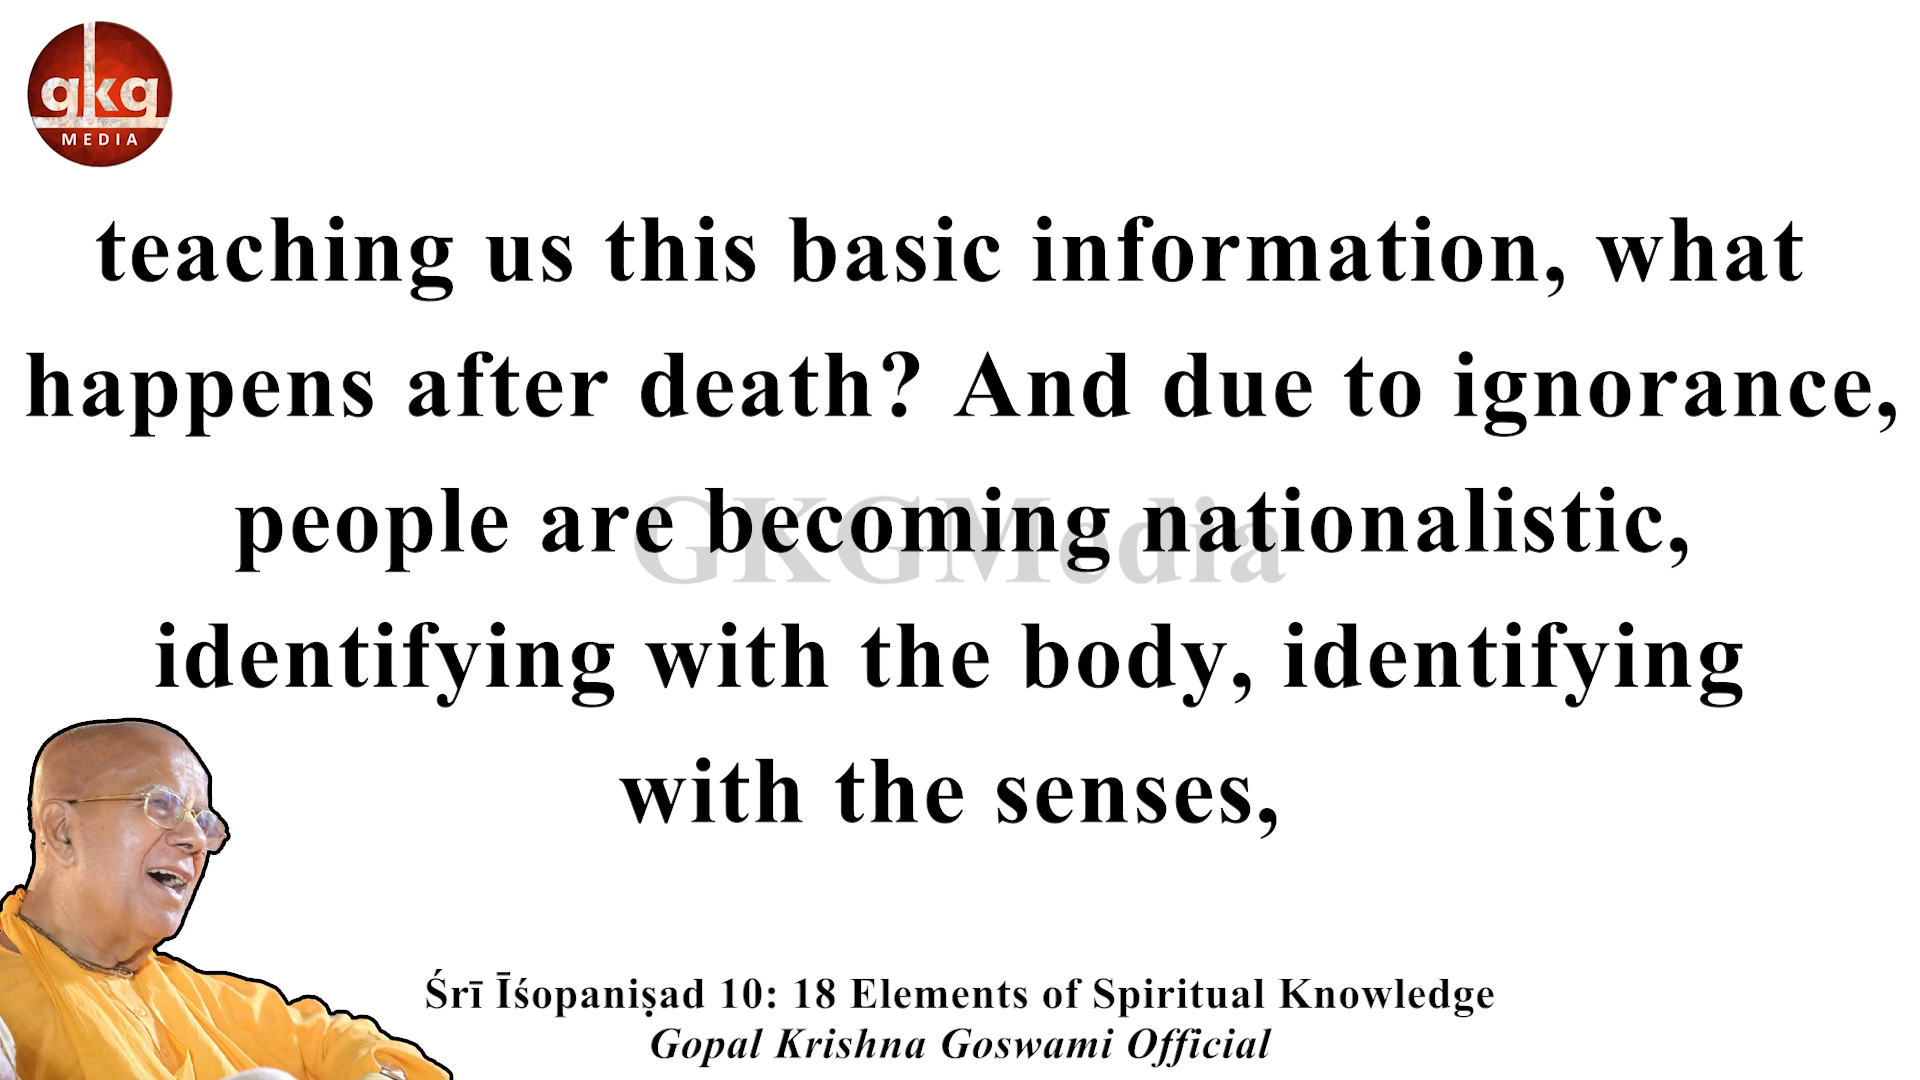 gkg
MEDIA
teaching us this basic information, what
happens after death? And due to ignorance,
people are becoming nationalistic,
GKGMedia
identifying with the body, identifying
with the senses,
Śrī Īśopaniṣad 10: 18 Elements of Spiritual Knowledge
Gopal Krishna Goswami Official